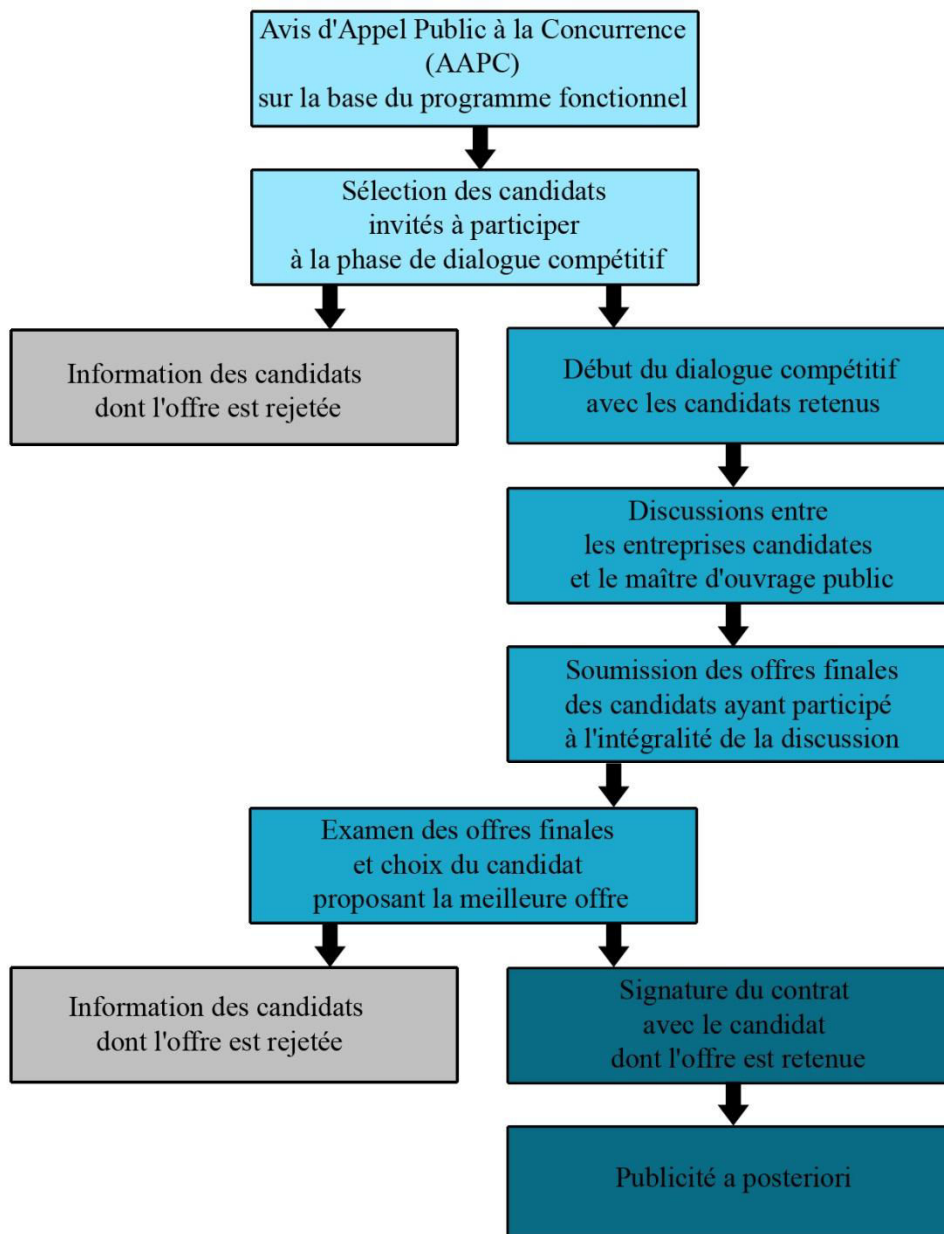 Avis d'Appel Public à la Concurrence
(AAPC)
sur la base du programme fonctionnel
Sélection des candidats
invités à participer
à la phase de dialogue compétitif
Information des candidats
dont l'offre est rejetée
Début du dialogue compétitif
avec les candidats retenus
Discussions entre
les entreprises candidates
et le maître d'ouvrage public
Soumission des offres finales
des candidats ayant participé
à l'intégralité de la discussion
Examen des offres finales
et choix du candidat
proposant la meilleure offre
Information des candidats
dont l'offre est rejetée
Signature du contrat
avec le candidat
dont l'offre est retenue
Publicité a posteriori